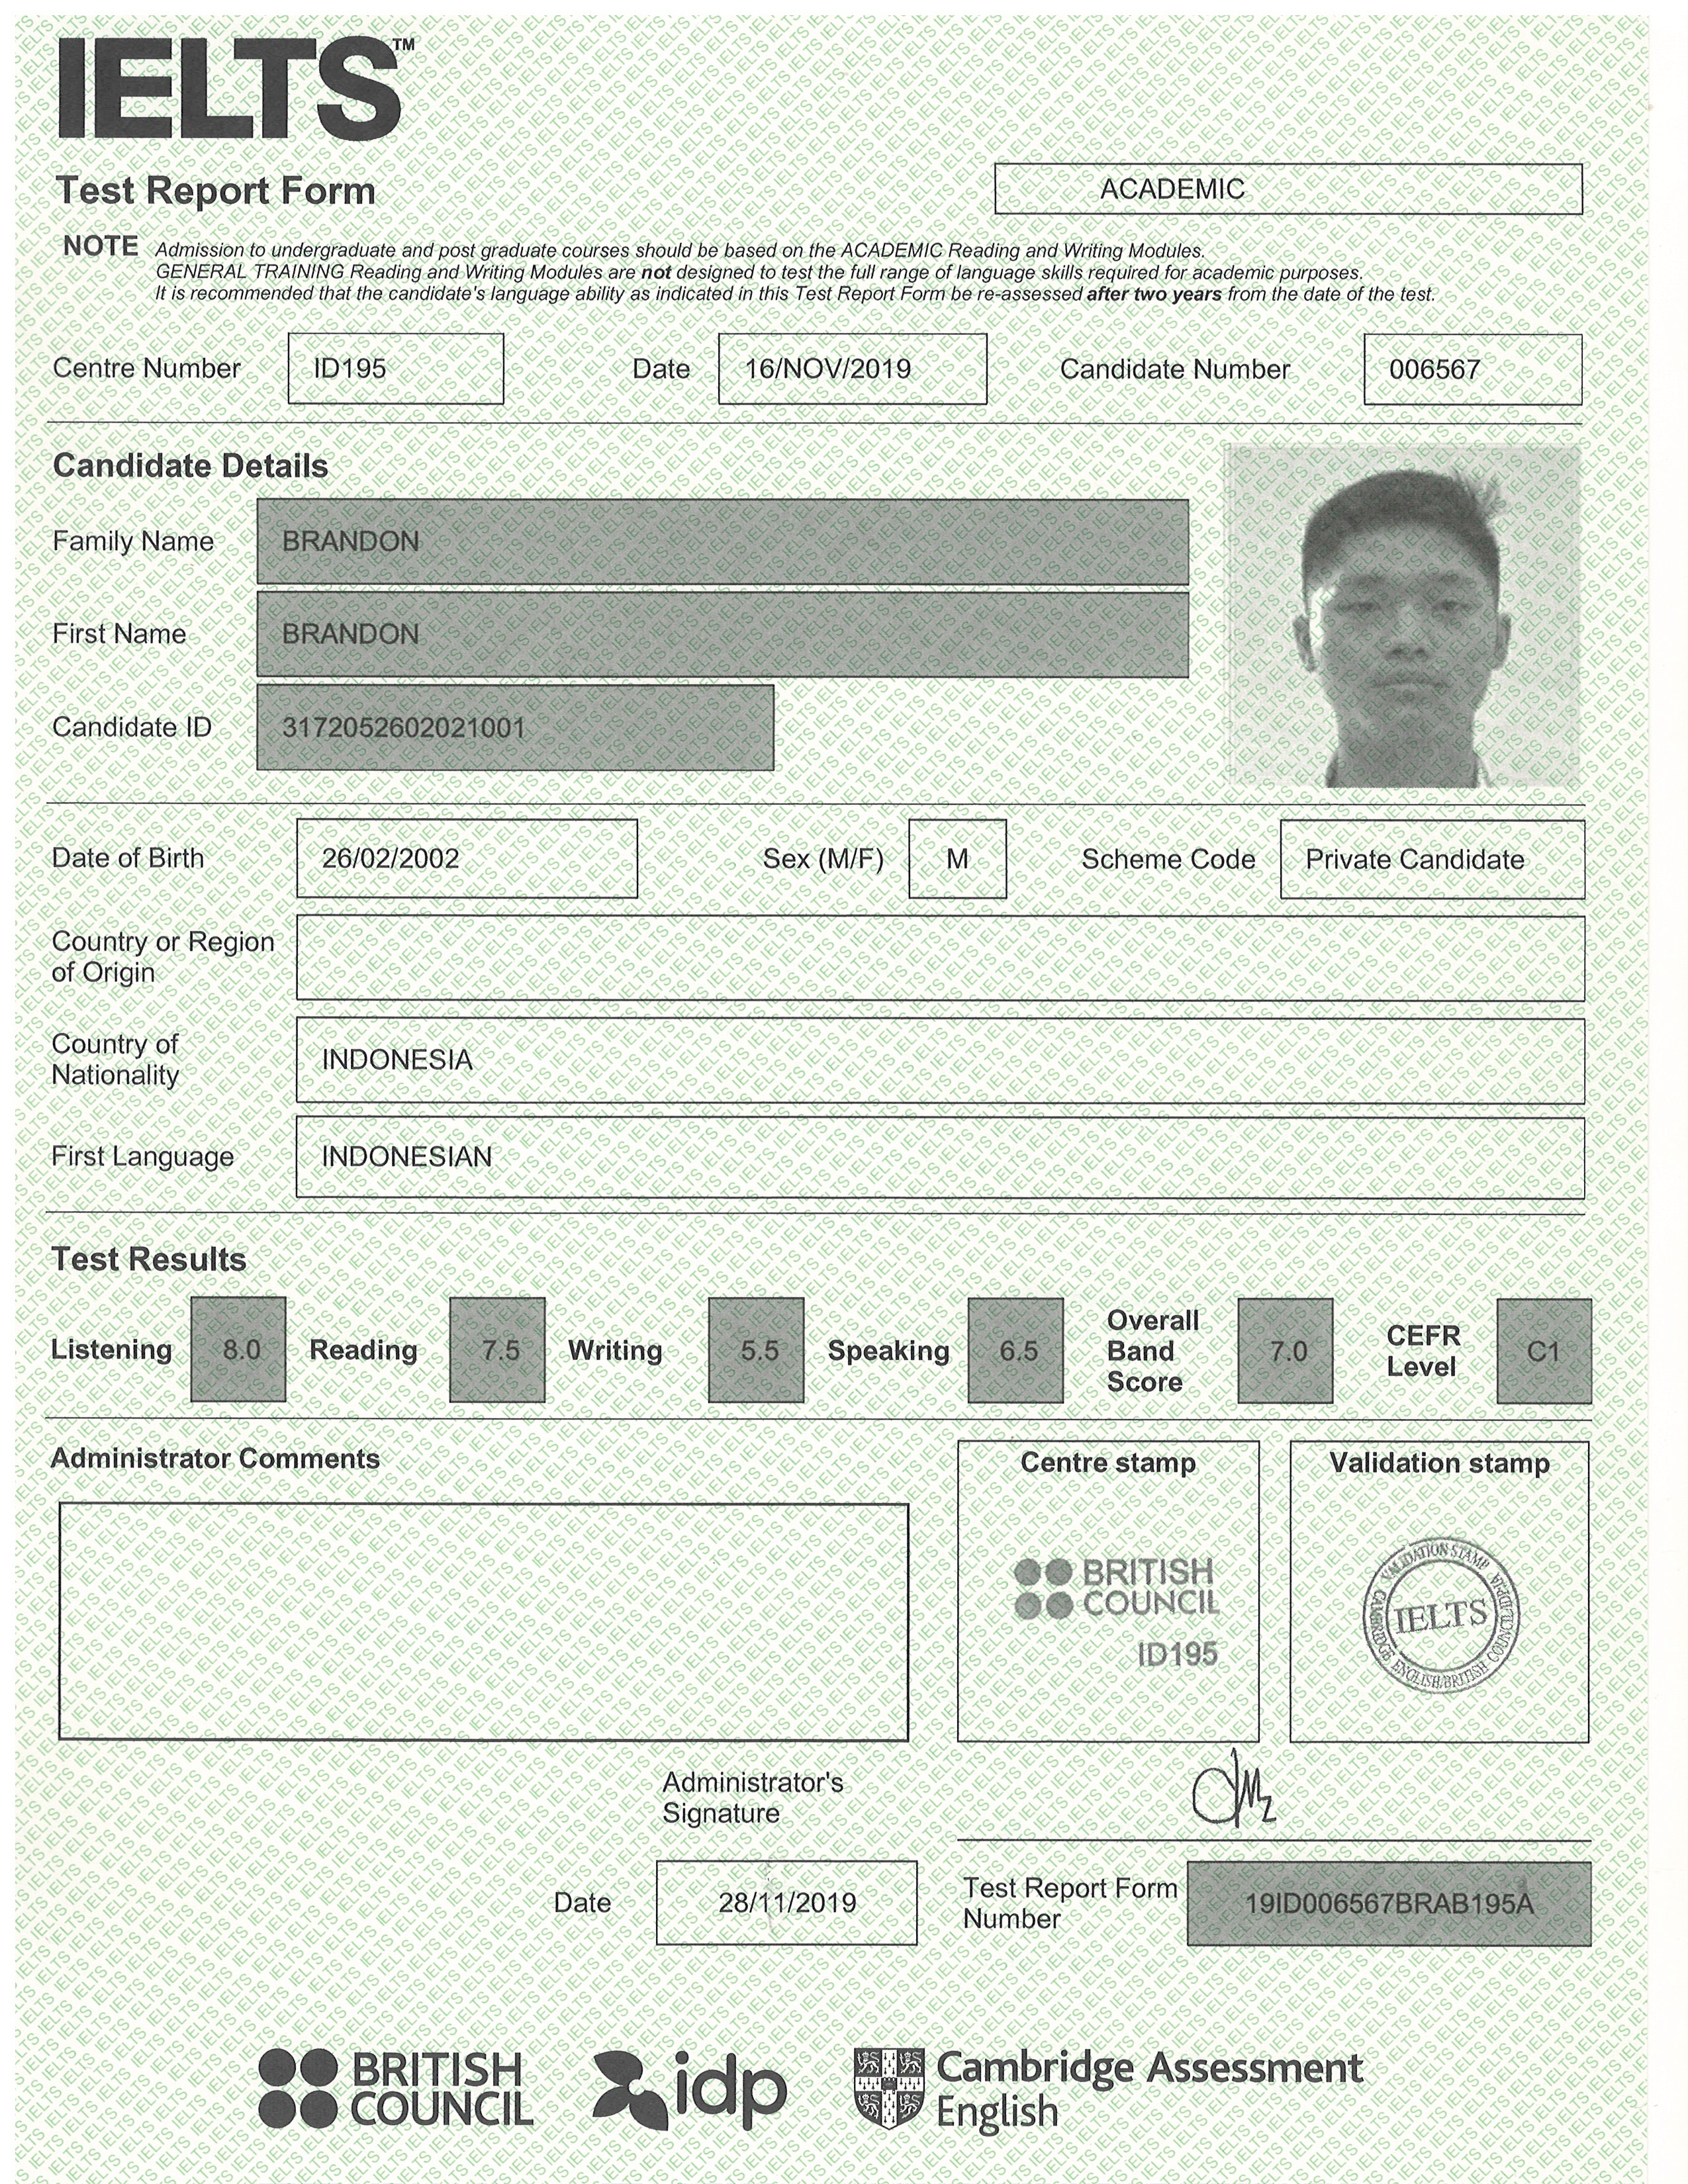 IELTS™
Test Report Form
ACADEMIC
NOTE Admission to undergraduate and post graduate courses should be based on the ACADEMIC Reading and Writing Modules.
GENERAL TRAINING Reading and Writing Modules are not designed to test the full range of language skills required for academic purposes.
It is recommended that the candidate's language ability as indicated in this Test Report Form be re-assessed after two years from the date of the test.
Centre Number ID195 Date 16/NOV/2019 Candidate Number 006567
Candidate Details
Family Name BRANDON
First Name BRANDON
Candidate ID 3172052602021001
Date of Birth 26/02/2002 Sex (M/F) M Scheme Code Private Candidate
Country or Region
of Origin
Country of
Nationality
INDONESIA
First Language INDONESIAN
Test Results
Listening 8.0 Reading 7.5 Writing 5.5 Speaking 6.5
Overall
Band
Score
7.0
CEFR
Level
C1
Administrator Comments
Centre stamp
BRITISH
COUNCIL
ID195
Validation stamp
VALIDATION STAMP
IELTS
CAMBRIDGE ENGLISH/BRITISH COUNCIL/IDP:IA
Administrator's
Signature
Date 28/11/2019
Test Report Form
Number
19ID006567BRAB195A
BRITISH
COUNCIL
idp
Cambridge Assessment
English